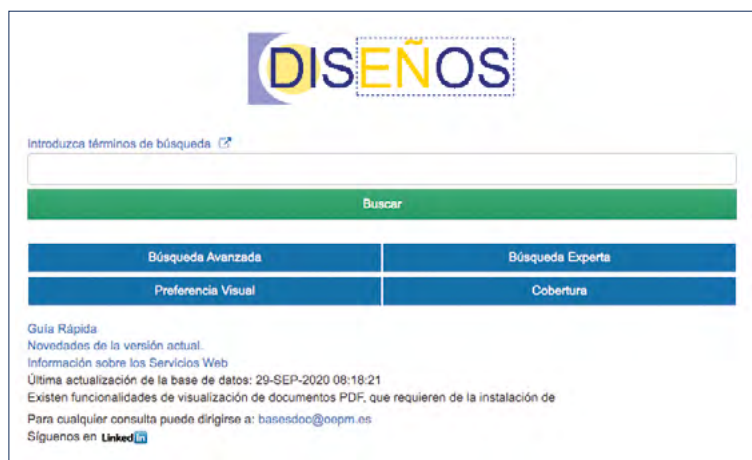 DISEÑOS
Introduzca términos de búsqueda
Buscar
Búsqueda Avanzada
Búsqueda Experta
Preferencia Visual
Cobertura
Guía Rápida
Novedades de la versión actual.
Información sobre los Servicios Web
Última actualización de la base de datos: 29-SEP-2020 08:18:21
Existen funcionalidades de visualización de documentos PDF, que requieren de la instalación de
Para cualquier consulta puede dirigirse a: basesdoc@oepm.es
Síguenos en Linked in